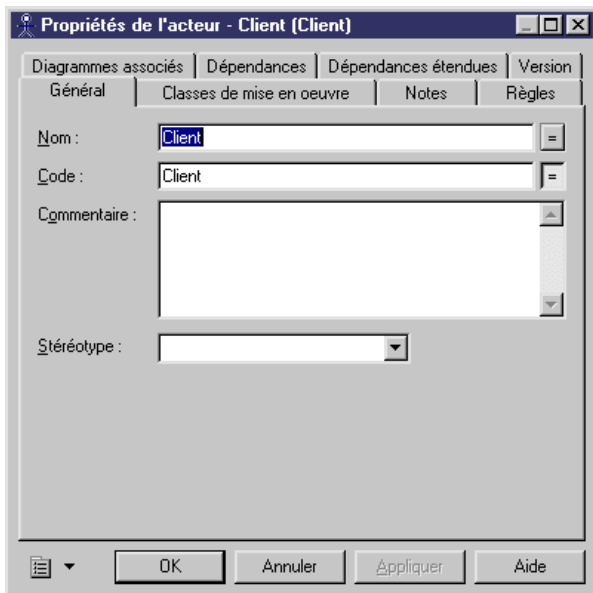 Propriétés de l'acteur - Client (Client)
Diagrammes associés Dépendances Dépendances étendues Version
Général Classes de mise en oeuvre Notes Règles
Nom : Client =
Code : Client =
Commentaire :
Stéréotype :
OK Annuler Appliquer Aide